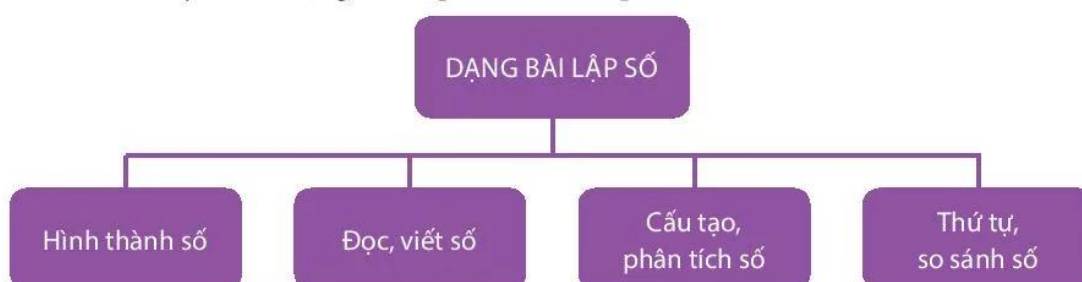 DẠNG BÀI LẬP SỐ
Hình thành số
Đọc, viết số
Cấu tạo,
phân tích số
Thứ tự,
so sánh số